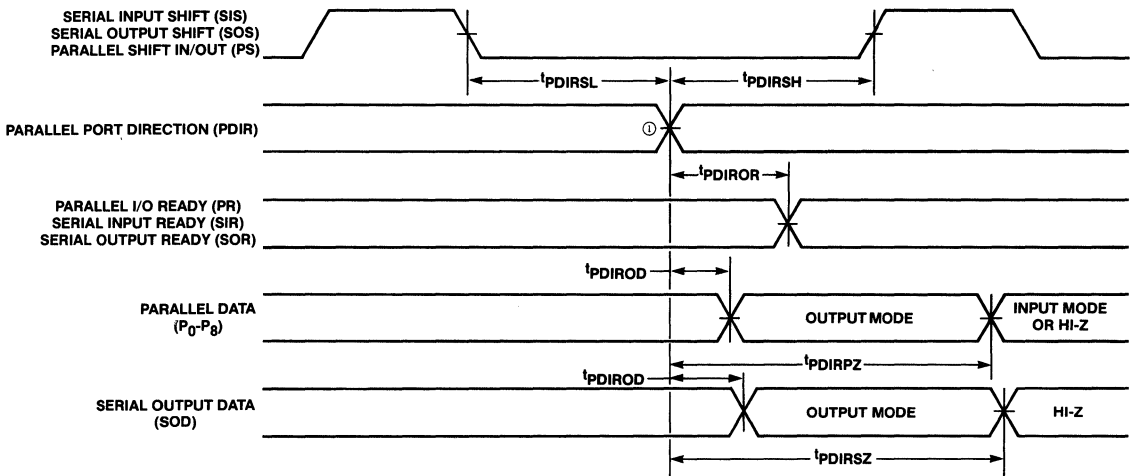 SERIAL INPUT SHIFT (SIS)
SERIAL OUTPUT SHIFT (SOS)
PARALLEL SHIFT IN/OUT (PS)
tPDIRSL
tPDIRSH
PARALLEL PORT DIRECTION (PDIR)
①
tPDIROR
PARALLEL I/O READY (PR)
SERIAL INPUT READY (SIR)
SERIAL OUTPUT READY (SOR)
tPDIROD
PARALLEL DATA
(P0-P8)
OUTPUT MODE
INPUT MODE
OR HI-Z
tPDIRPZ
tPDIROD
SERIAL OUTPUT DATA
(SOD)
OUTPUT MODE
HI-Z
tPDIRSZ